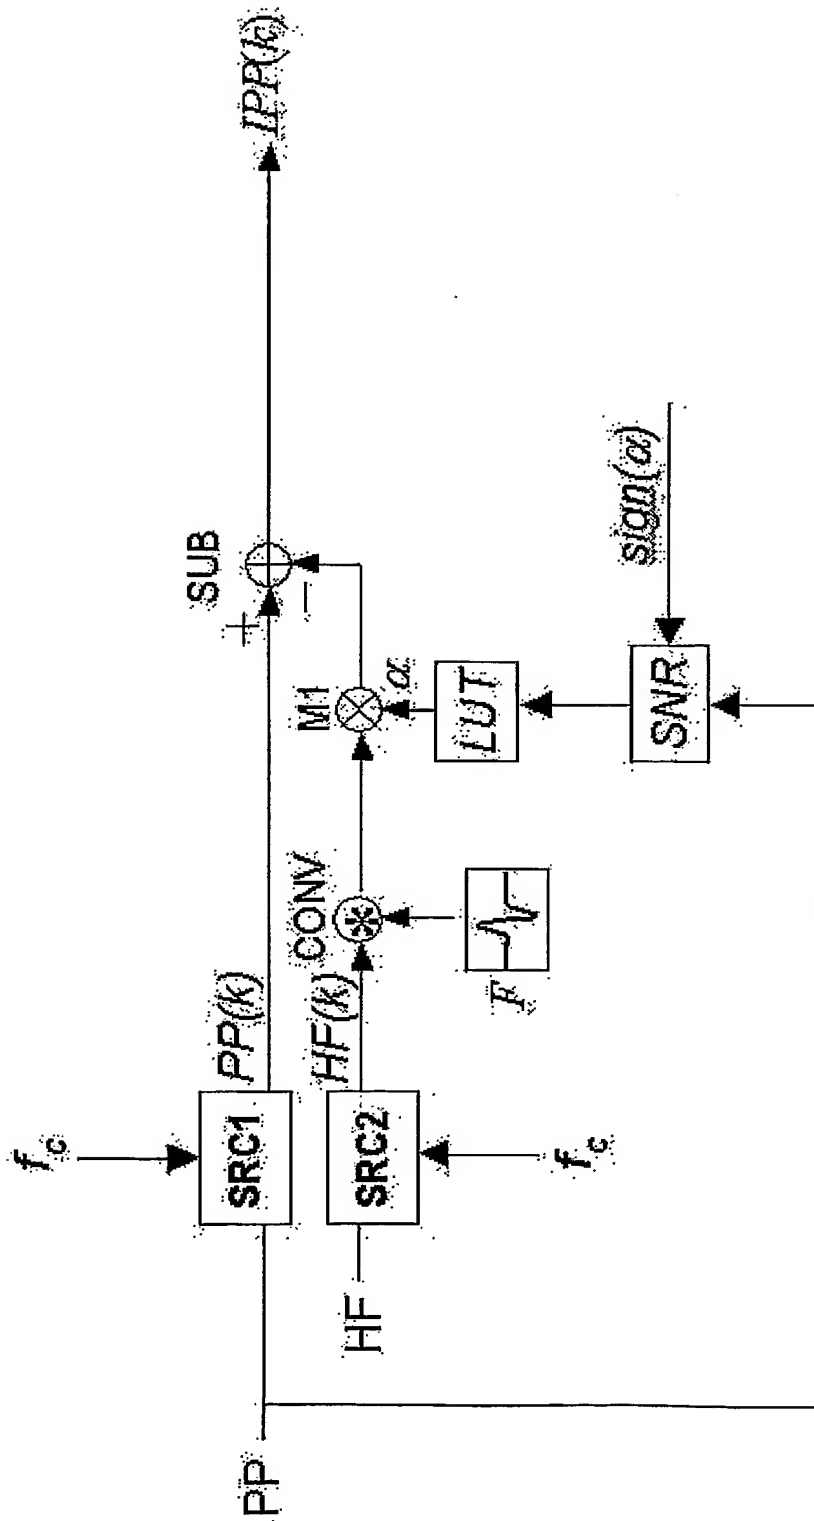 f_c
PP
SRC1
PP(k)
+
SUB
IPP(k)
HF
SRC2
HF(k)
CONV
M1
−
f_c
F
α
LUT
SNR
sign(α)